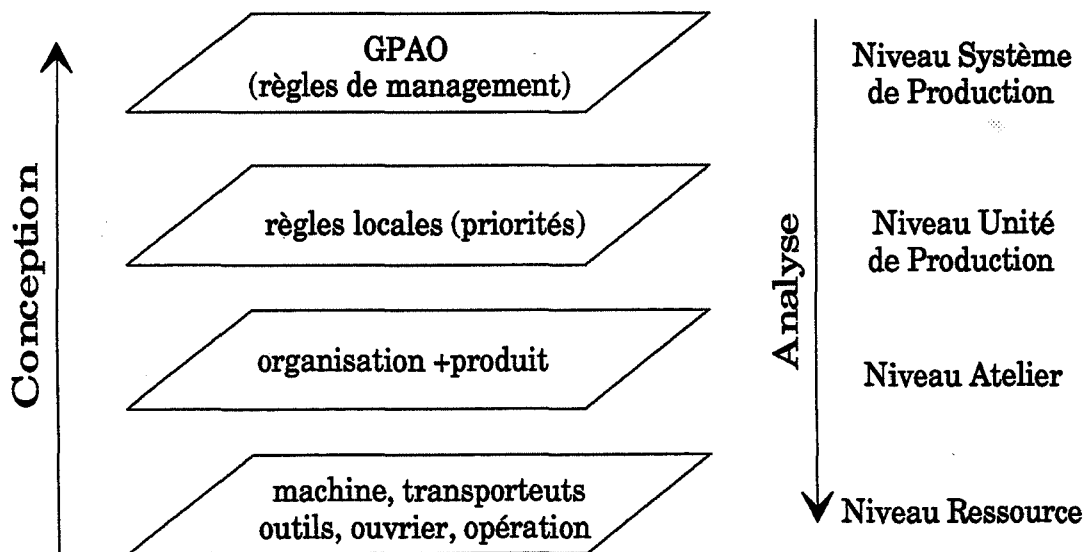 GPAO
(règles de management)
Niveau Système
de Production
règles locales (priorités)
Niveau Unité
de Production
Conception
Analyse
organisation +produit
Niveau Atelier
machine, transporteuts
outils, ouvrier, opération
Niveau Ressource